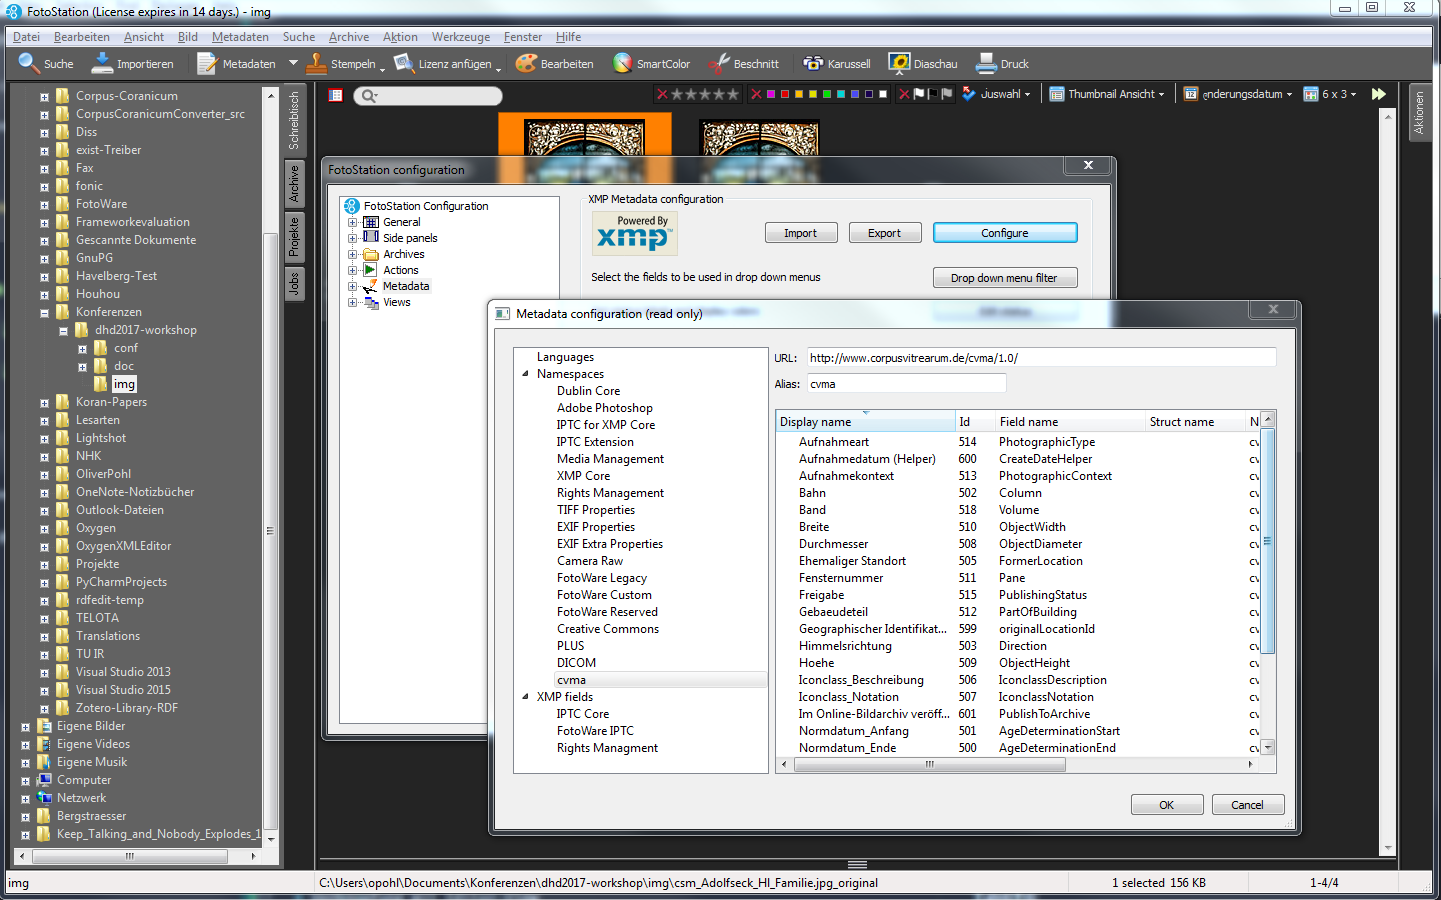 FotoStation (License expires in 14 days.) - img
Datei Bearbeiten Ansicht Bild Metadaten Suche Archive Aktion Werkzeuge Fenster Hilfe
Suche Importieren Metadaten Stempeln Lizenz anfügen Bearbeiten SmartColor Beschnitt Karussell Diaschau Druck
Juswahl Thumbnail Ansicht 12 enderungsdatum 6 x 3
Corpus-Coranicum
CorpusCoranicumConverter_src
Diss
exist-Treiber
Fax
fonic
FotoWare
Frameworkevaluation
Gescannte Dokumente
GnuPG
Havelberg-Test
Houhou
Konferenzen
dhd2017-workshop
conf
doc
img
Koran-Papers
Lesarten
Lightshot
NHK
OliverPohl
OneNote-Notizbücher
Outlook-Dateien
Oxygen
OxygenXMLEditor
Projekte
PyCharmProjects
rdfedit-temp
TELOTA
Translations
TU IR
Visual Studio 2013
Visual Studio 2015
Zotero-Library-RDF
Eigene Bilder
Eigene Videos
Eigene Musik
Computer
Netzwerk
Bergstraesser
Keep_Talking_and_Nobody_Explodes_1
Schreibtisch
Archive
Projekte
Jobs
Aktionen
FotoStation configuration
FotoStation Configuration
General
Side panels
Archives
Actions
Metadata
Views
XMP Metadata configuration
Powered By
xmp™
Import Export Configure
Select the fields to be used in drop down menus
Drop down menu filter
Metadata configuration (read only)
Languages
Namespaces
Dublin Core
Adobe Photoshop
IPTC for XMP Core
IPTC Extension
Media Management
XMP Core
Rights Management
TIFF Properties
EXIF Properties
EXIF Extra Properties
Camera Raw
FotoWare Legacy
FotoWare Custom
FotoWare Reserved
Creative Commons
PLUS
DICOM
cvma
XMP fields
IPTC Core
FotoWare IPTC
Rights Managment
URL: http://www.corpusvitrearum.de/cvma/1.0/
Alias: cvma
Display name Id Field name Struct name N
Aufnahmeart 514 PhotographicType cv
Aufnahmedatum (Helper) 600 CreateDateHelper cv
Aufnahmekontext 513 PhotographicContext cv
Bahn 502 Column cv
Band 518 Volume cv
Breite 510 ObjectWidth cv
Durchmesser 508 ObjectDiameter cv
Ehemaliger Standort 505 FormerLocation cv
Fensternummer 511 Pane cv
Freigabe 515 PublishingStatus cv
Gebaeudeteil 512 PartOfBuilding cv
Geographischer Identifikat... 599 originalLocationId cv
Himmelsrichtung 503 Direction cv
Hoehe 509 ObjectHeight cv
Iconclass_Beschreibung 506 IconclassDescription cv
Iconclass_Notation 507 IconclassNotation cv
Im Online-Bildarchiv veröff... 601 PublishToArchive cv
Normdatum_Anfang 501 AgeDeterminationStart cv
Normdatum_Ende 500 AgeDeterminationEnd cv
OK Cancel
img C:\Users\opohl\Documents\Konferenzen\dhd2017-workshop\img\csm_Adolfseck_HI_Familie.jpg_original 1 selected 156 KB 1-4/4